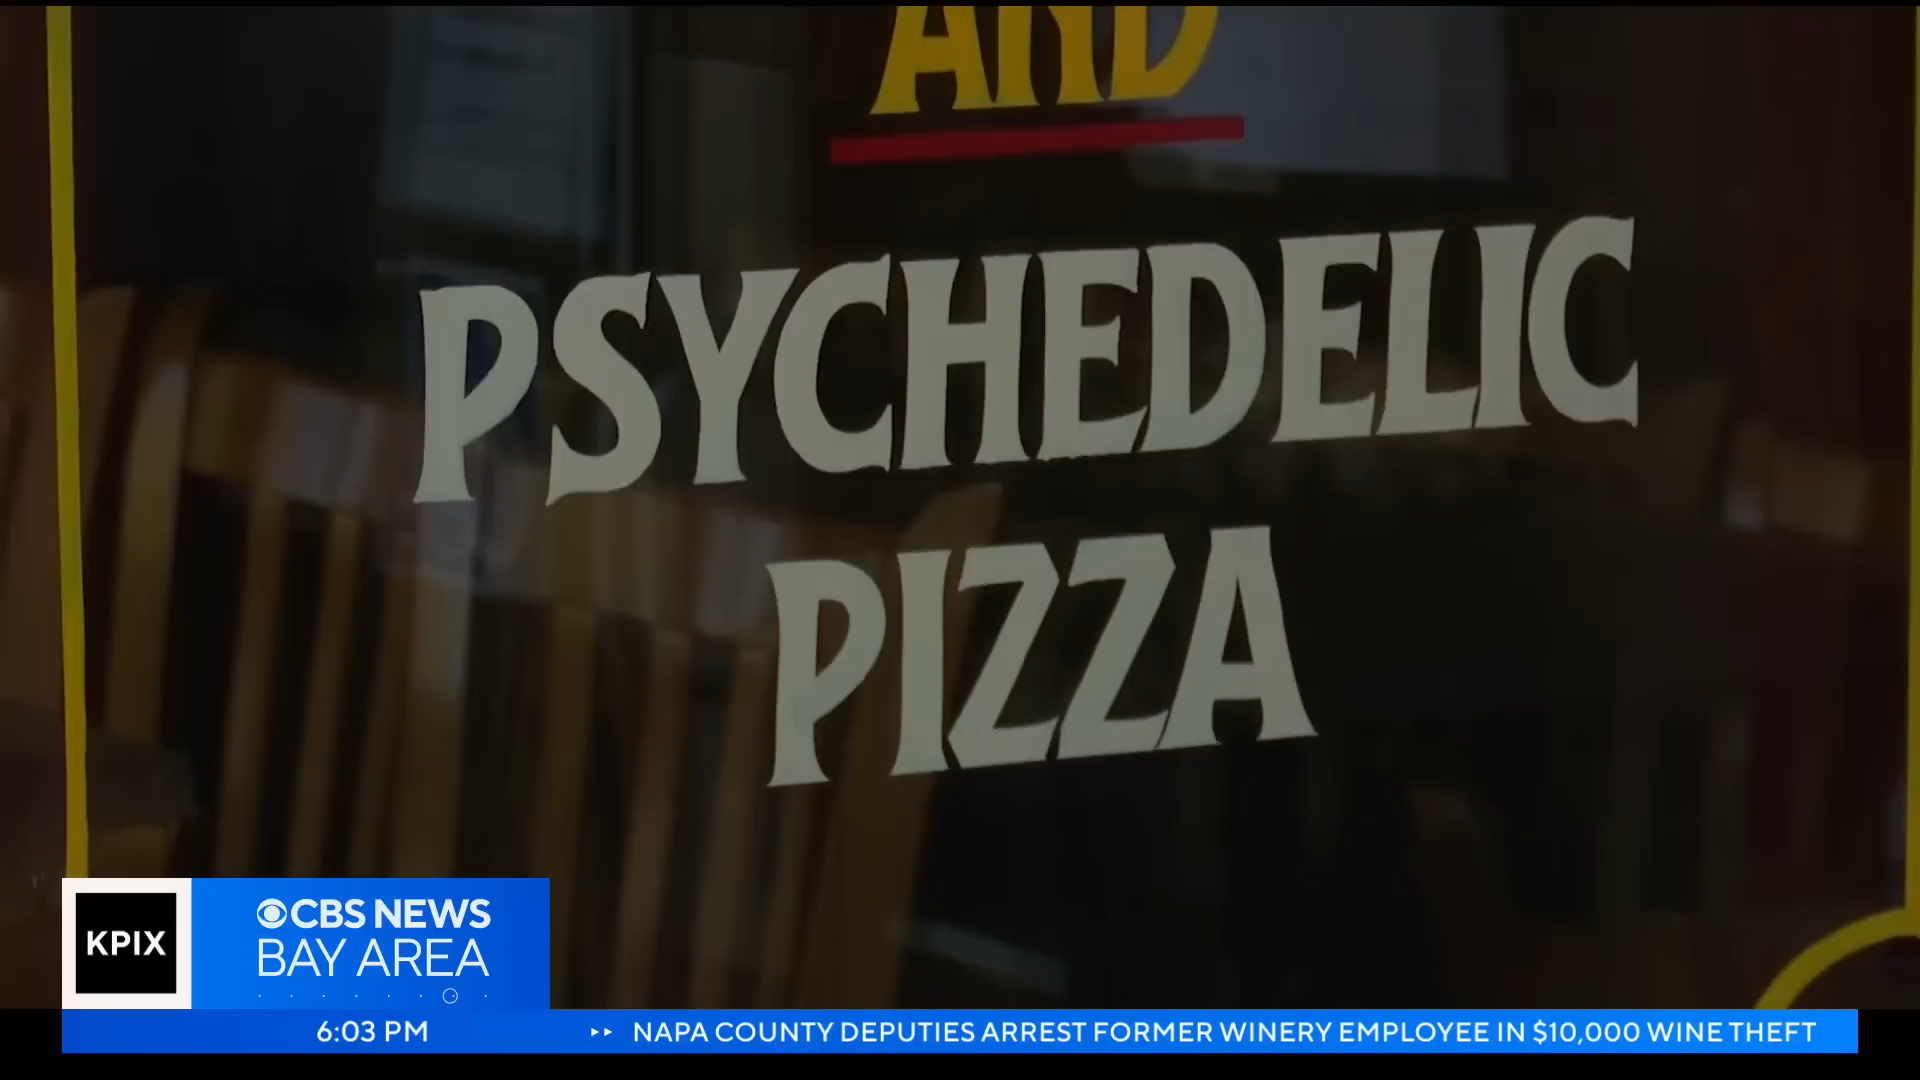 AND
PSYCHEDELIC
PIZZA
KPIX
CBS NEWS
BAY AREA
6:03 PM
NAPA COUNTY DEPUTIES ARREST FORMER WINERY EMPLOYEE IN $10,000 WINE THEFT